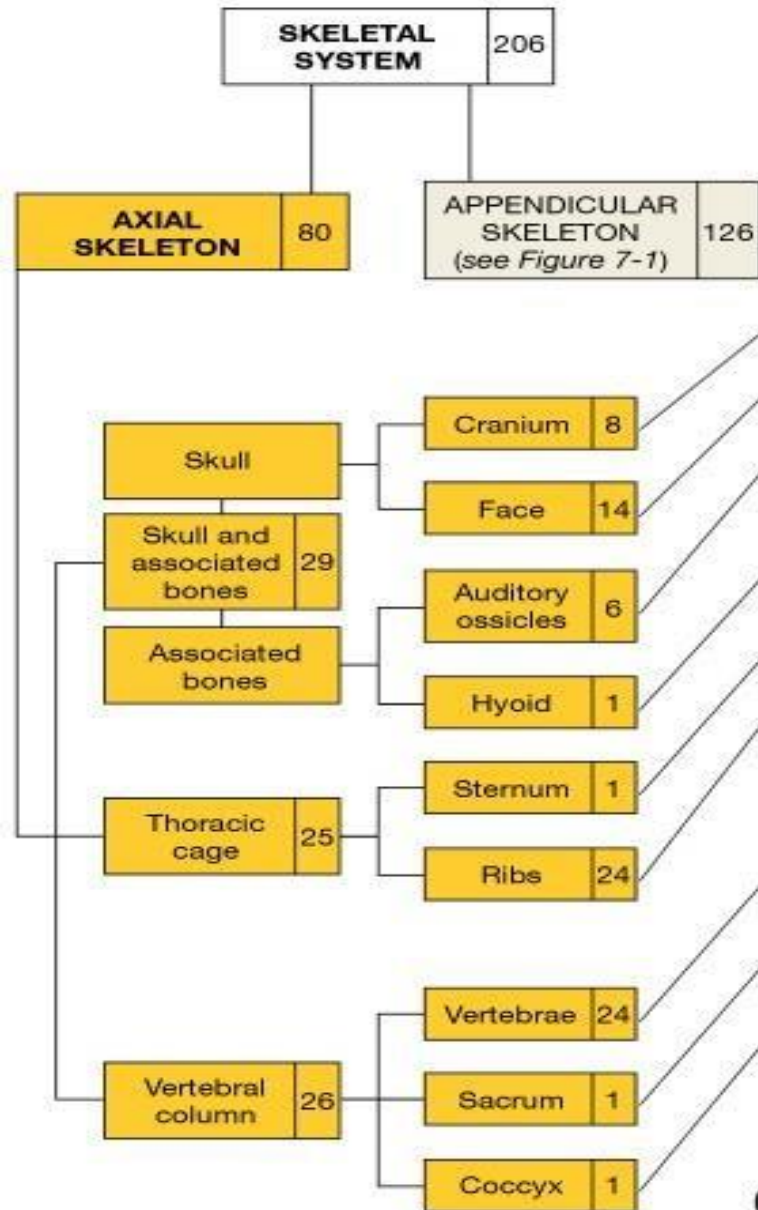 SKELETAL
SYSTEM
206
AXIAL
SKELETON
80
APPENDICULAR
SKELETON
(see Figure 7-1)
126
Skull
Cranium
8
Face
14
Skull and
associated
bones
29
Associated
bones
Auditory
ossicles
6
Hyoid
1
Thoracic
cage
25
Sternum
1
Ribs
24
Vertebral
column
26
Vertebrae
24
Sacrum
1
Coccyx
1